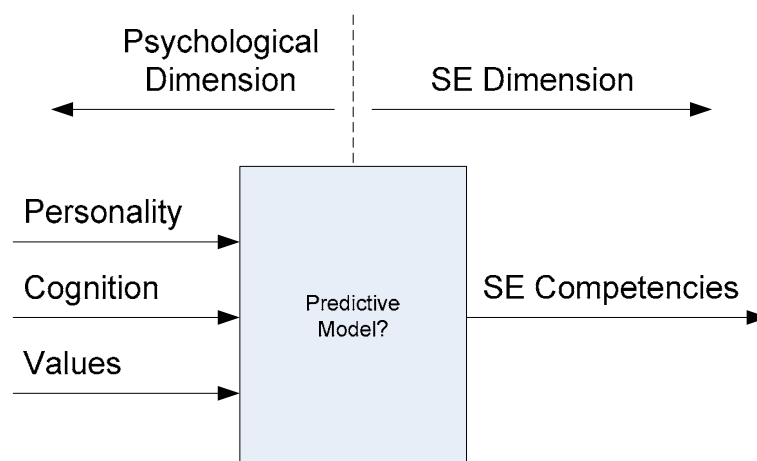 Psychological
Dimension
SE Dimension
Personality
Cognition
Values
Predictive
Model?
SE Competencies